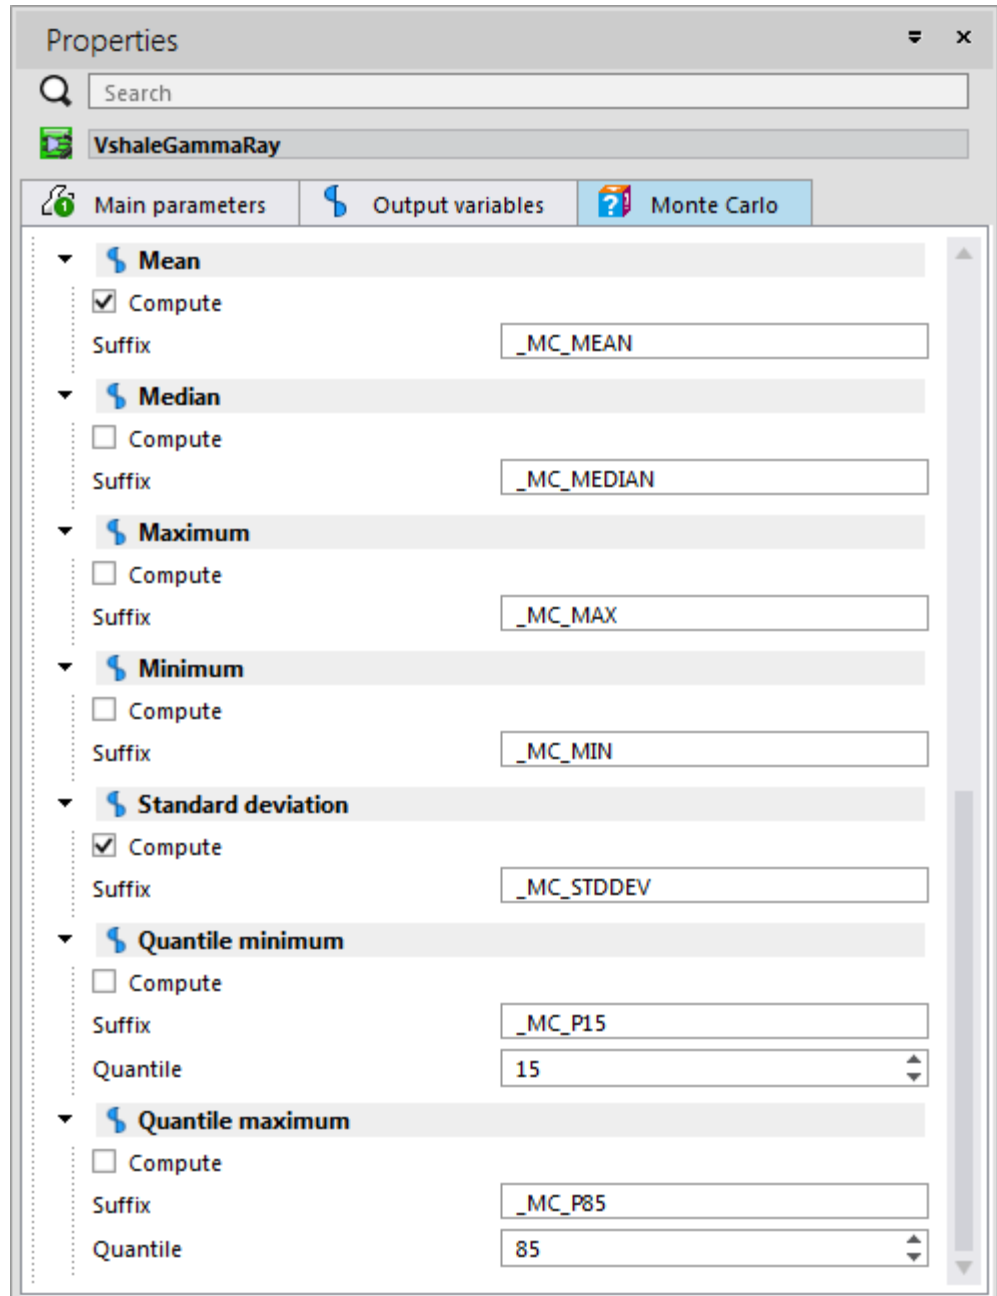 Properties
Search
VshaleGammaRay
Main parameters Output variables Monte Carlo
Mean
Compute
Suffix _MC_MEAN
Median
Compute
Suffix _MC_MEDIAN
Maximum
Compute
Suffix _MC_MAX
Minimum
Compute
Suffix _MC_MIN
Standard deviation
Compute
Suffix _MC_STDDEV
Quantile minimum
Compute
Suffix _MC_P15
Quantile 15
Quantile maximum
Compute
Suffix _MC_P85
Quantile 85